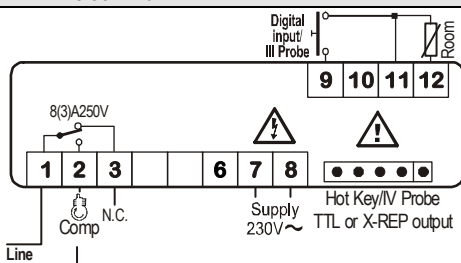 Digital
input/
III Probe
Room
9 10 11 12
8(3)A250V
1 2 3 6 7 8
Comp
N.C.
Supply
230V~
Hot Key/IV Probe
TTL or X-REP output
Line